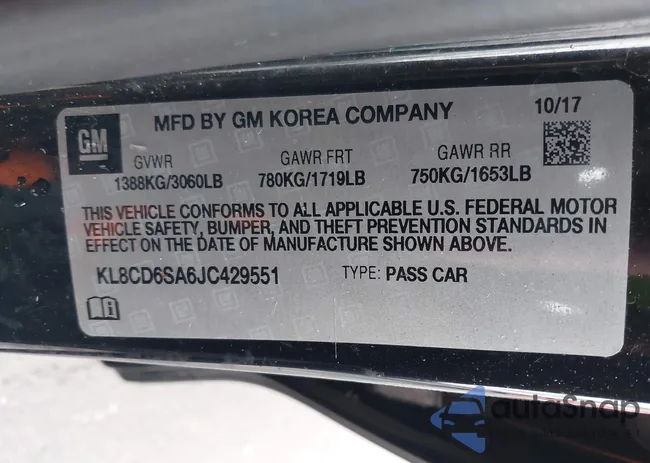 GM
MFD BY GM KOREA COMPANY
10/17
GVWR
GAWR FRT
GAWR RR
1388KG/3060LB
780KG/1719LB
750KG/1653LB
THIS VEHICLE CONFORMS TO ALL APPLICABLE U.S. FEDERAL MOTOR
VEHICLE SAFETY, BUMPER, AND THEFT PREVENTION STANDARDS IN
EFFECT ON THE DATE OF MANUFACTURE SHOWN ABOVE.
KL8CD6SA6JC429551
TYPE: PASS CAR
autoSnap